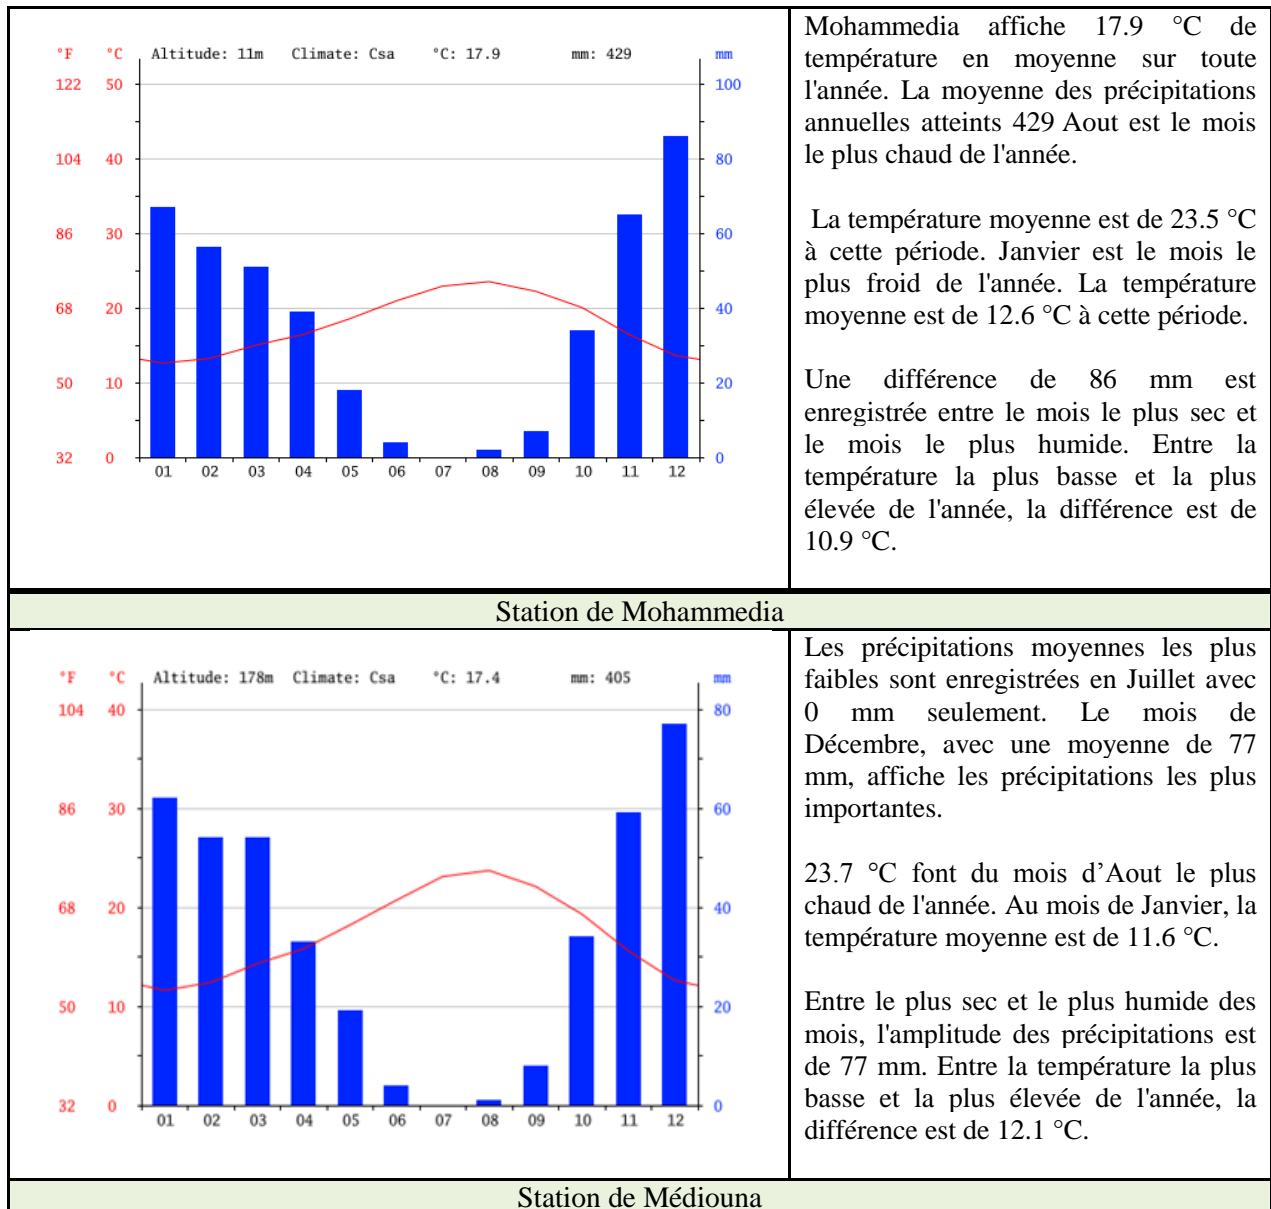 °F °C Altitude: 11m Climate: Csa °C: 17.9 mm: 429 mm
122 50 100
104 40 80
86 30 60
68 20 40
50 10 20
32 0 0
01 02 03 04 05 06 07 08 09 10 11 12
Mohammedia affiche 17.9 °C de
température en moyenne sur toute
l'année. La moyenne des précipitations
annuelles atteints 429 Aout est le mois
le plus chaud de l'année.
La température moyenne est de 23.5 °C
à cette période. Janvier est le mois le
plus froid de l'année. La température
moyenne est de 12.6 °C à cette période.
Une différence de 86 mm est
enregistrée entre le mois le plus sec et
le mois le plus humide. Entre la
température la plus basse et la plus
élevée de l'année, la différence est de
10.9 °C.
Station de Mohammedia
°F °C Altitude: 178m Climate: Csa °C: 17.4 mm: 405 mm
104 40 80
86 30 60
68 20 40
50 10 20
32 0 0
01 02 03 04 05 06 07 08 09 10 11 12
Les précipitations moyennes les plus
faibles sont enregistrées en Juillet avec
0 mm seulement. Le mois de
Décembre, avec une moyenne de 77
mm, affiche les précipitations les plus
importantes.
23.7 °C font du mois d’Aout le plus
chaud de l'année. Au mois de Janvier, la
température moyenne est de 11.6 °C.
Entre le plus sec et le plus humide des
mois, l'amplitude des précipitations est
de 77 mm. Entre la température la plus
basse et la plus élevée de l'année, la
différence est de 12.1 °C.
Station de Médiouna